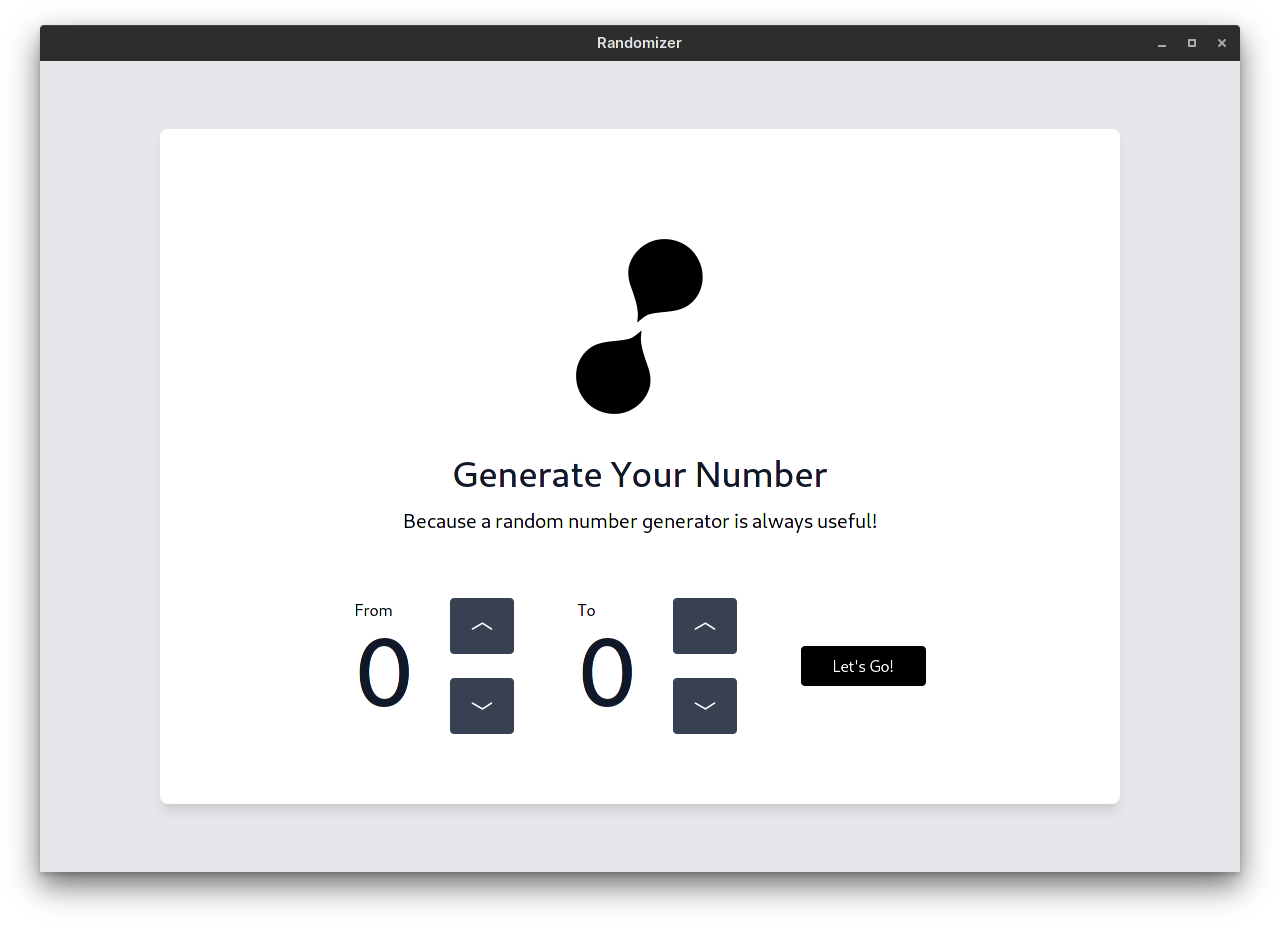 Randomizer
Generate Your Number
Because a random number generator is always useful!
From
0
To
0
Let's Go!